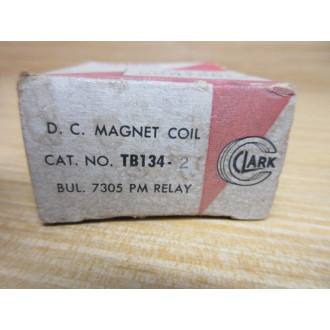 D. C. MAGNET COIL
CAT. NO. TB134-2
BUL. 7305 PM RELAY
CLARK